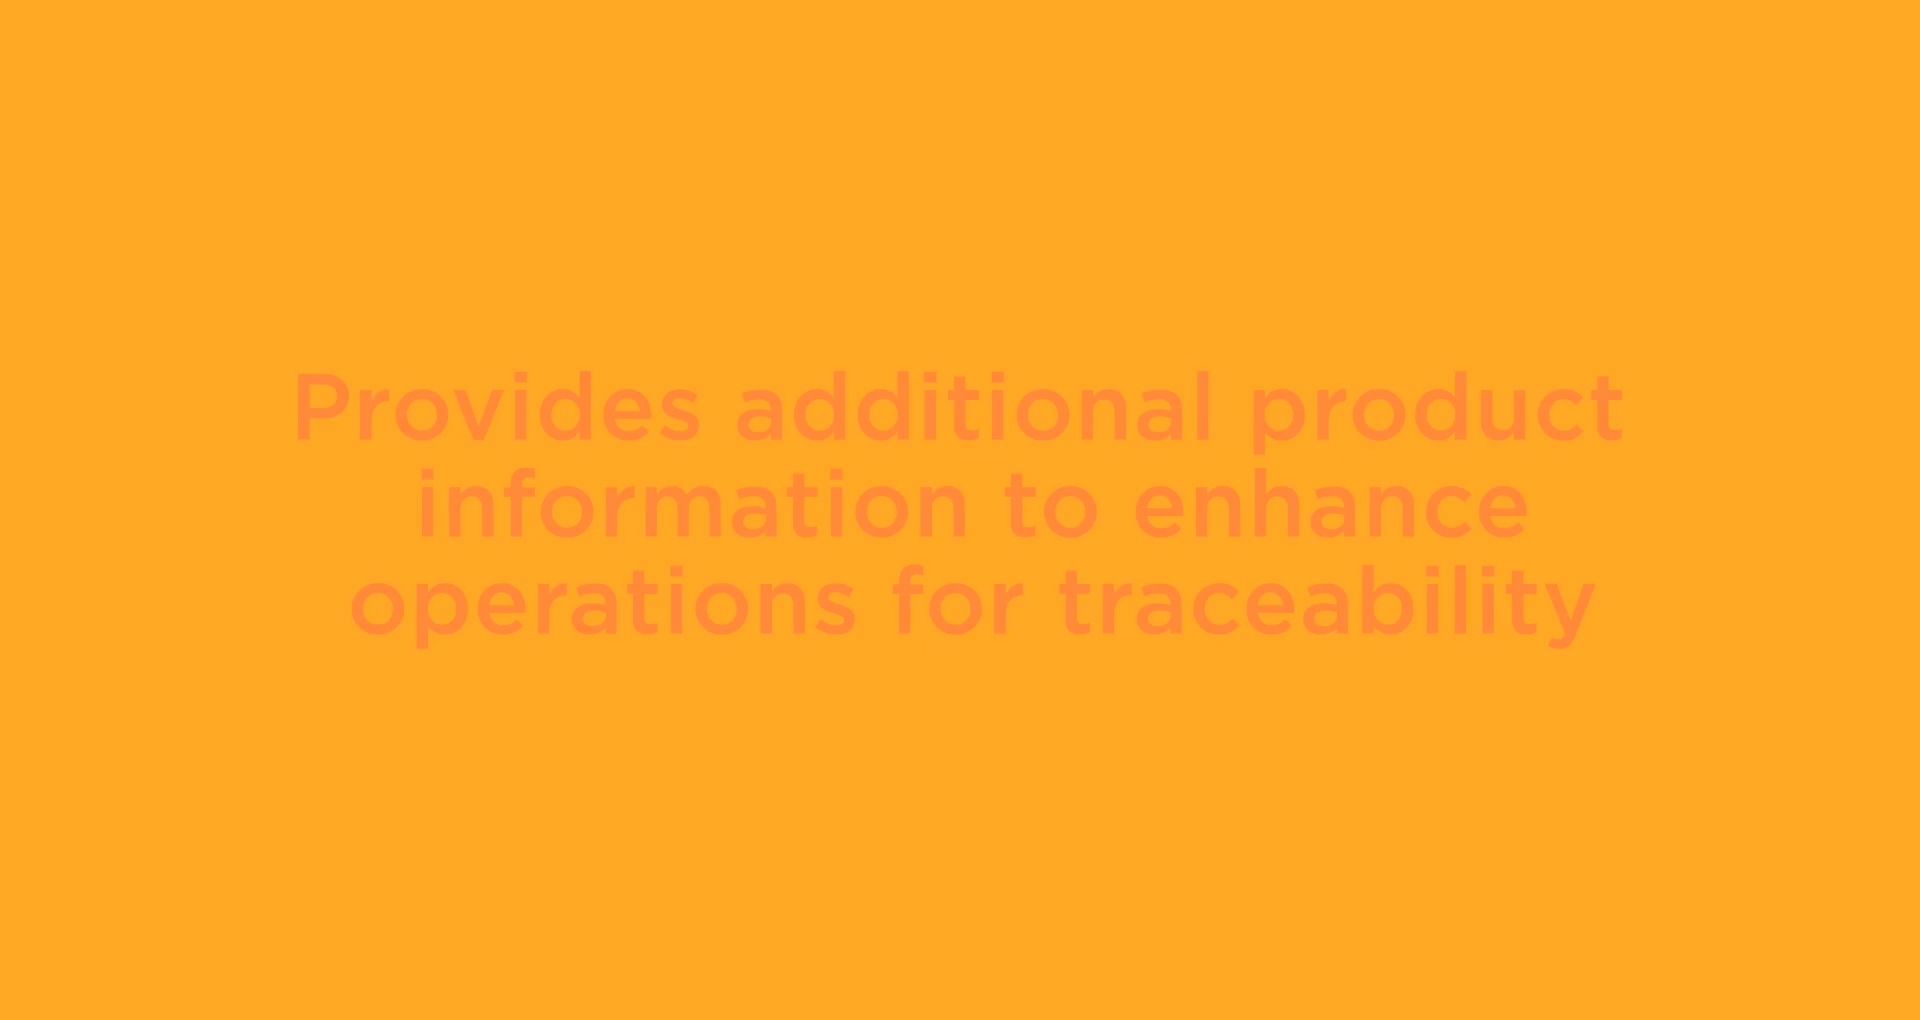 Provides additional product
information to enhance
operations for traceability